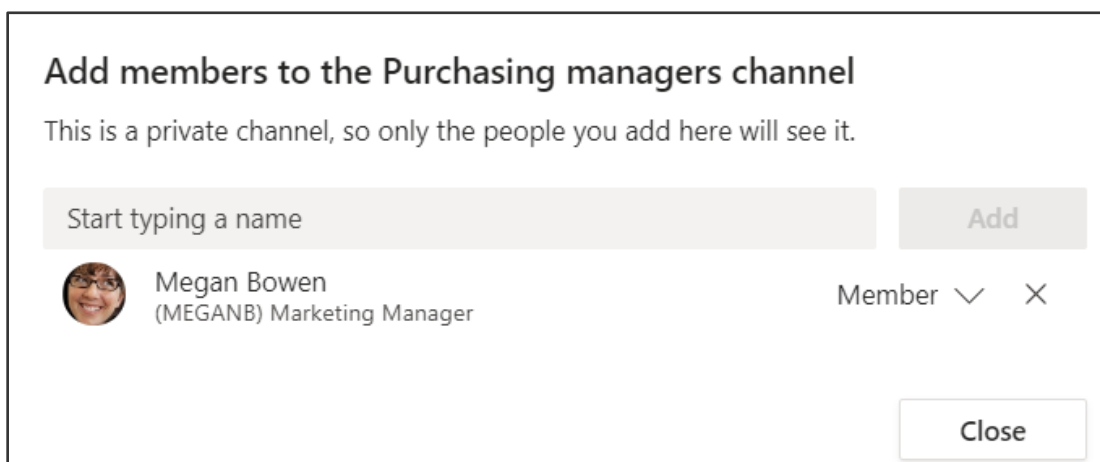 Add members to the Purchasing managers channel
This is a private channel, so only the people you add here will see it.
Start typing a name
Add
Megan Bowen
(MEGANB) Marketing Manager
Member
Close